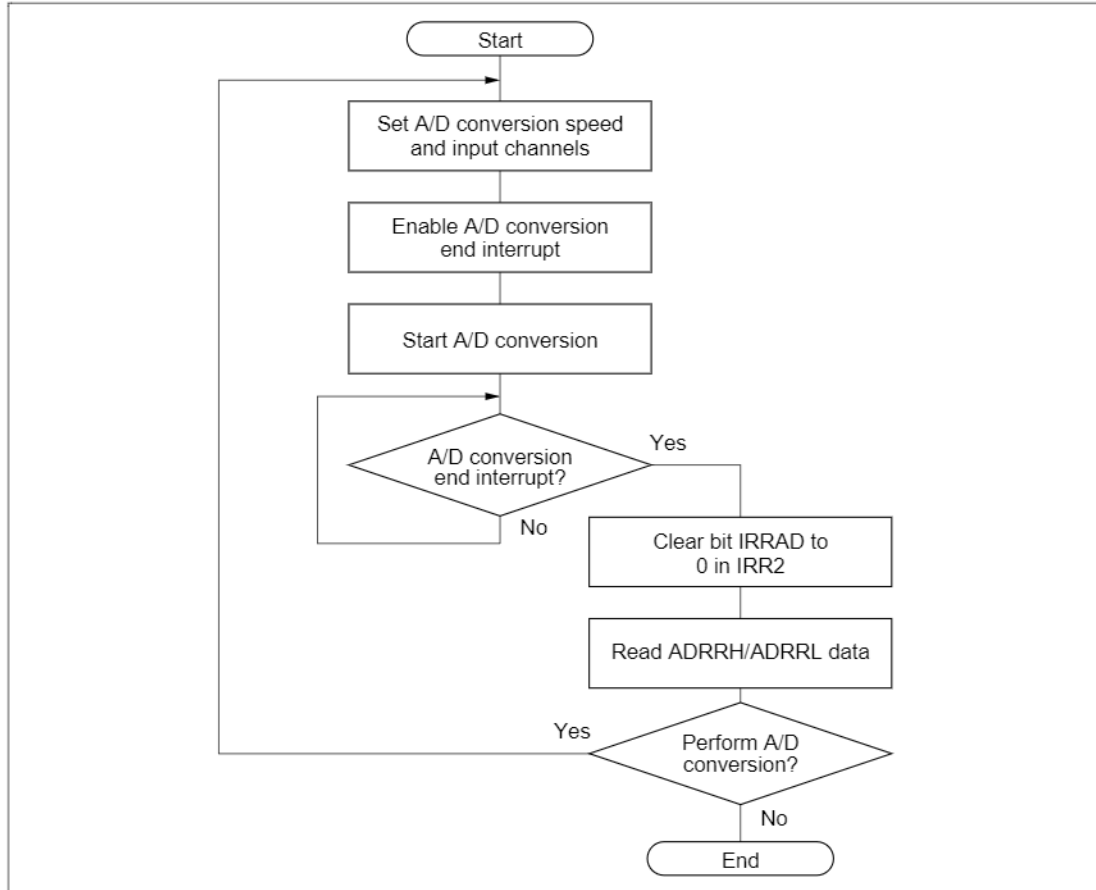 Start
Set A/D conversion speed
and input channels
Enable A/D conversion
end interrupt
Start A/D conversion
A/D conversion
end interrupt?
Yes
No
Clear bit IRRAD to
0 in IRR2
Read ADRRH/ADRRL data
Yes
Perform A/D
conversion?
No
End